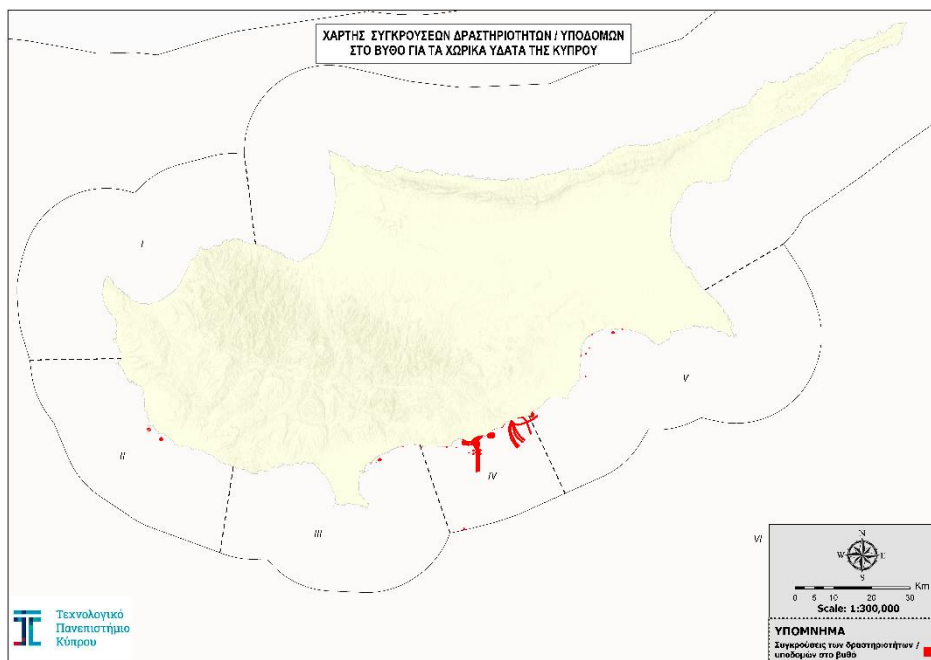 ΧΑΡΤΗΣ ΣΥΓΚΡΟΥΣΕΩΝ ΔΡΑΣΤΗΡΙΟΤΗΤΩΝ / ΥΠΟΔΟΜΩΝ
ΣΤΟ ΒΥΘΟ ΓΙΑ ΤΑ ΧΩΡΙΚΑ ΥΔΑΤΑ ΤΗΣ ΚΥΠΡΟΥ
I
V
II
IV
III
VI
N
W E
S
Km
0 5 10 20 30
Scale: 1:300,000
ΥΠΟΜΝΗΜΑ
Συγκρούσεις των δραστηριοτήτων /
υποδομών στο βυθό
Τεχνολογικό
Πανεπιστήμιο
Κύπρου